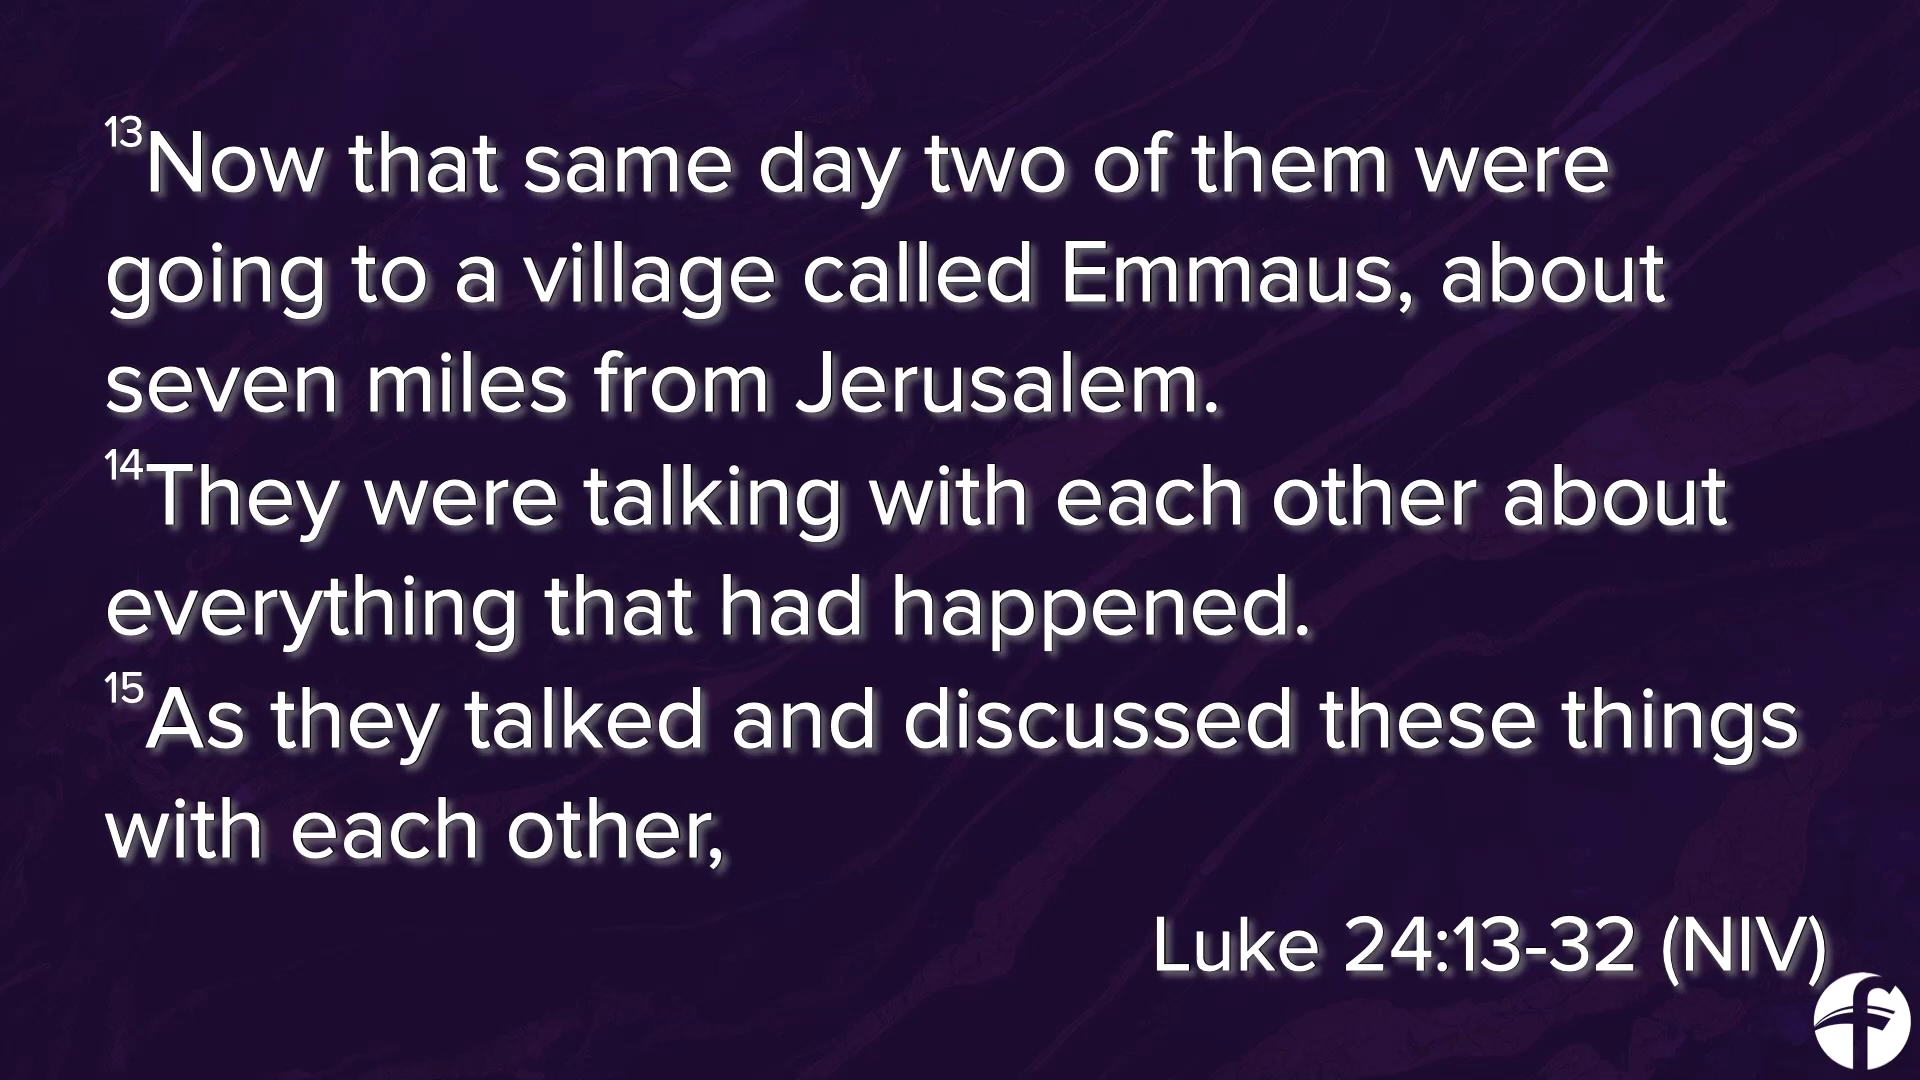 13Now that same day two of them were
going to a village called Emmaus, about
seven miles from Jerusalem.
14They were talking with each other about
everything that had happened.
15As they talked and discussed these things
with each other,
Luke 24:13-32 (NIV)
f